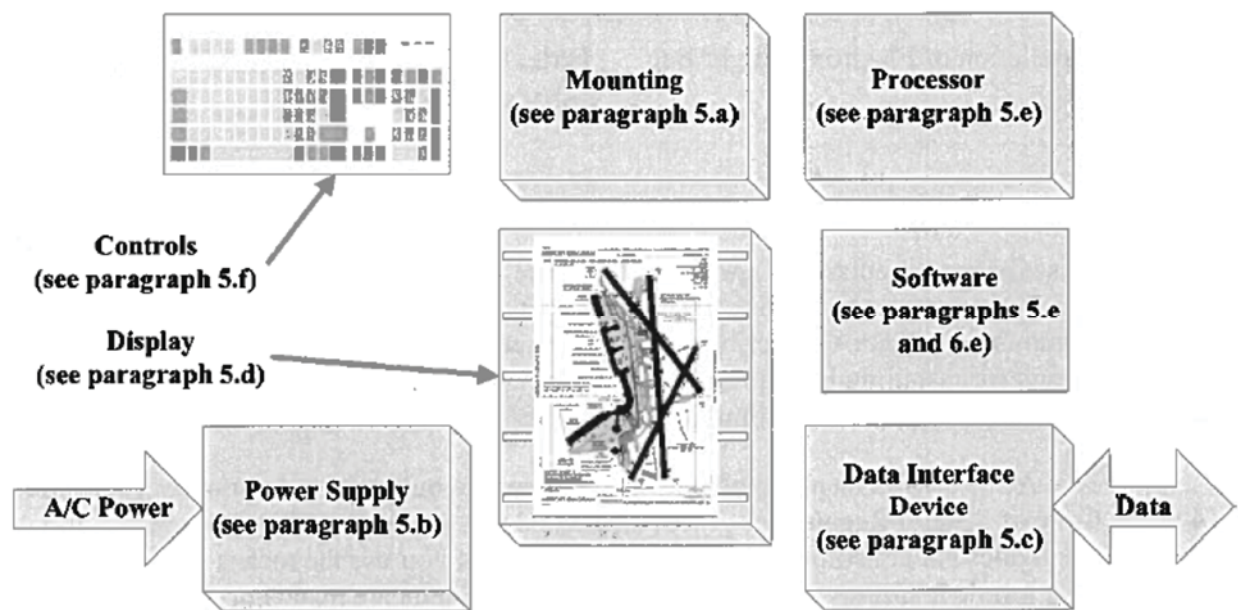 Mounting
(see paragraph 5.a)
Processor
(see paragraph 5.e)
Controls
(see paragraph 5.f)
Display
(see paragraph 5.d)
Software
(see paragraphs 5.e
and 6.e)
A/C Power
Power Supply
(see paragraph 5.b)
Data Interface
Device
(see paragraph 5.c)
Data